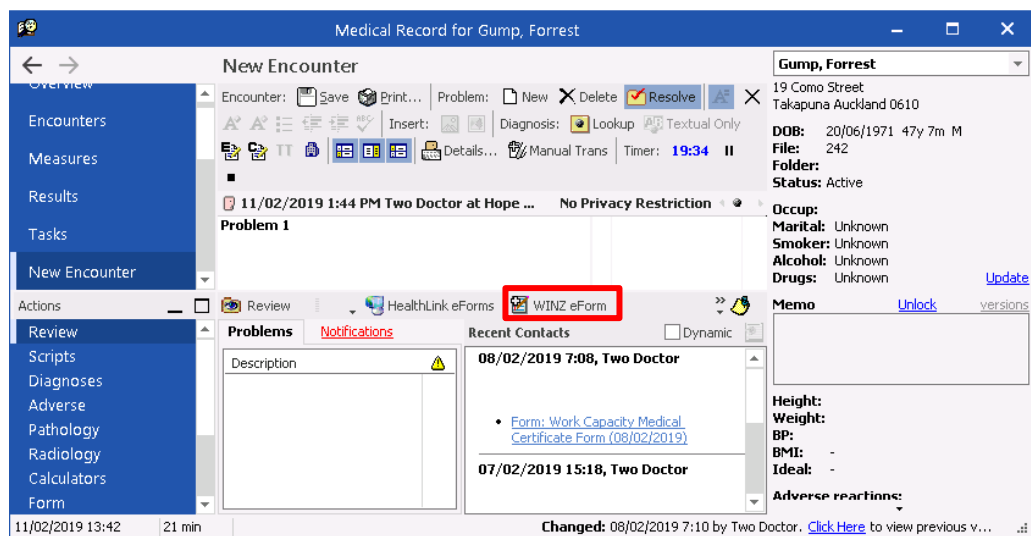 Medical Record for Gump, Forrest
New Encounter
Overview
Encounters
Measures
Results
Tasks
New Encounter
Encounter: Save Print... Problem: New Delete Resolve
Insert: Diagnosis: Lookup Textual Only
Details... Manual Trans Timer: 19:34
11/02/2019 1:44 PM Two Doctor at Hope ... No Privacy Restriction
Problem 1
Actions
Review
Scripts
Diagnoses
Adverse
Pathology
Radiology
Calculators
Form
Review HealthLink eForms WINZ eForm
Problems Notifications
Description
Recent Contacts Dynamic
08/02/2019 7:08, Two Doctor
Form: Work Capacity Medical
Certificate Form (08/02/2019)
07/02/2019 15:18, Two Doctor
Gump, Forrest
19 Como Street
Takapuna Auckland 0610
DOB: 20/06/1971 47y 7m M
File: 242
Folder:
Status: Active
Occup:
Marital: Unknown
Smoker: Unknown
Alcohol: Unknown
Drugs: Unknown Update
Memo Unlock versions
Height:
Weight:
BP:
BMI: -
Ideal: -
Adverse reactions:
11/02/2019 13:42 21 min Changed: 08/02/2019 7:10 by Two Doctor. Click Here to view previous v...